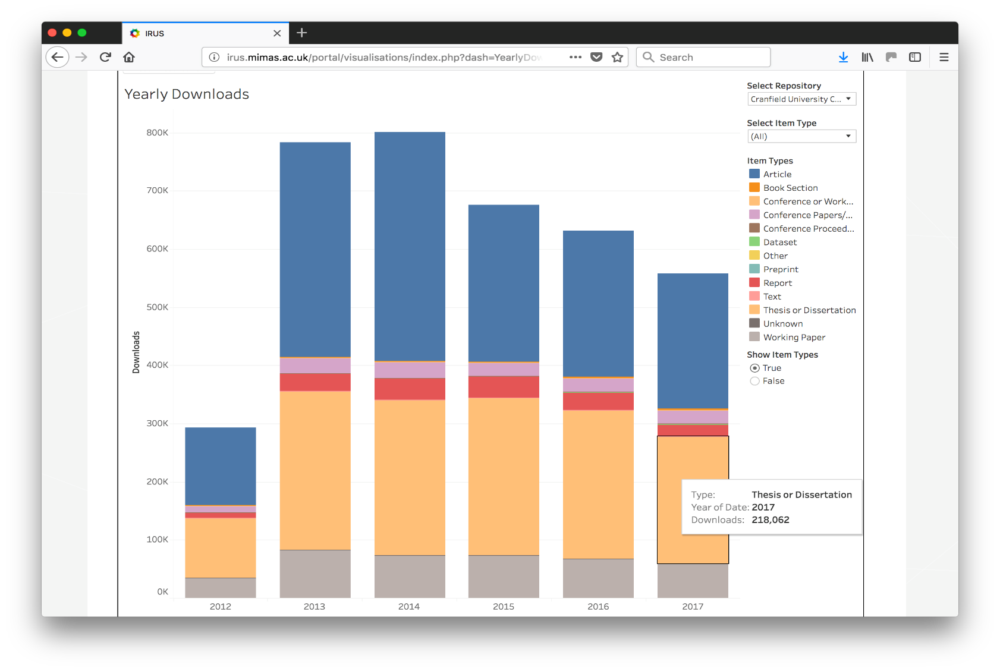 IRUS
irus.mimas.ac.uk/portal/visualisations/index.php?dash=YearlyDow
Search
Yearly Downloads
Select Repository
Cranfield University C...
Select Item Type
(All)
Item Types
Article
Book Section
Conference or Work...
Conference Papers/...
Conference Proceed...
Dataset
Other
Preprint
Report
Text
Thesis or Dissertation
Unknown
Working Paper
Show Item Types
True
False
800K
700K
600K
500K
400K
300K
200K
100K
0K
Downloads
2012
2013
2014
2015
2016
2017
Type: Thesis or Dissertation
Year of Date: 2017
Downloads: 218,062